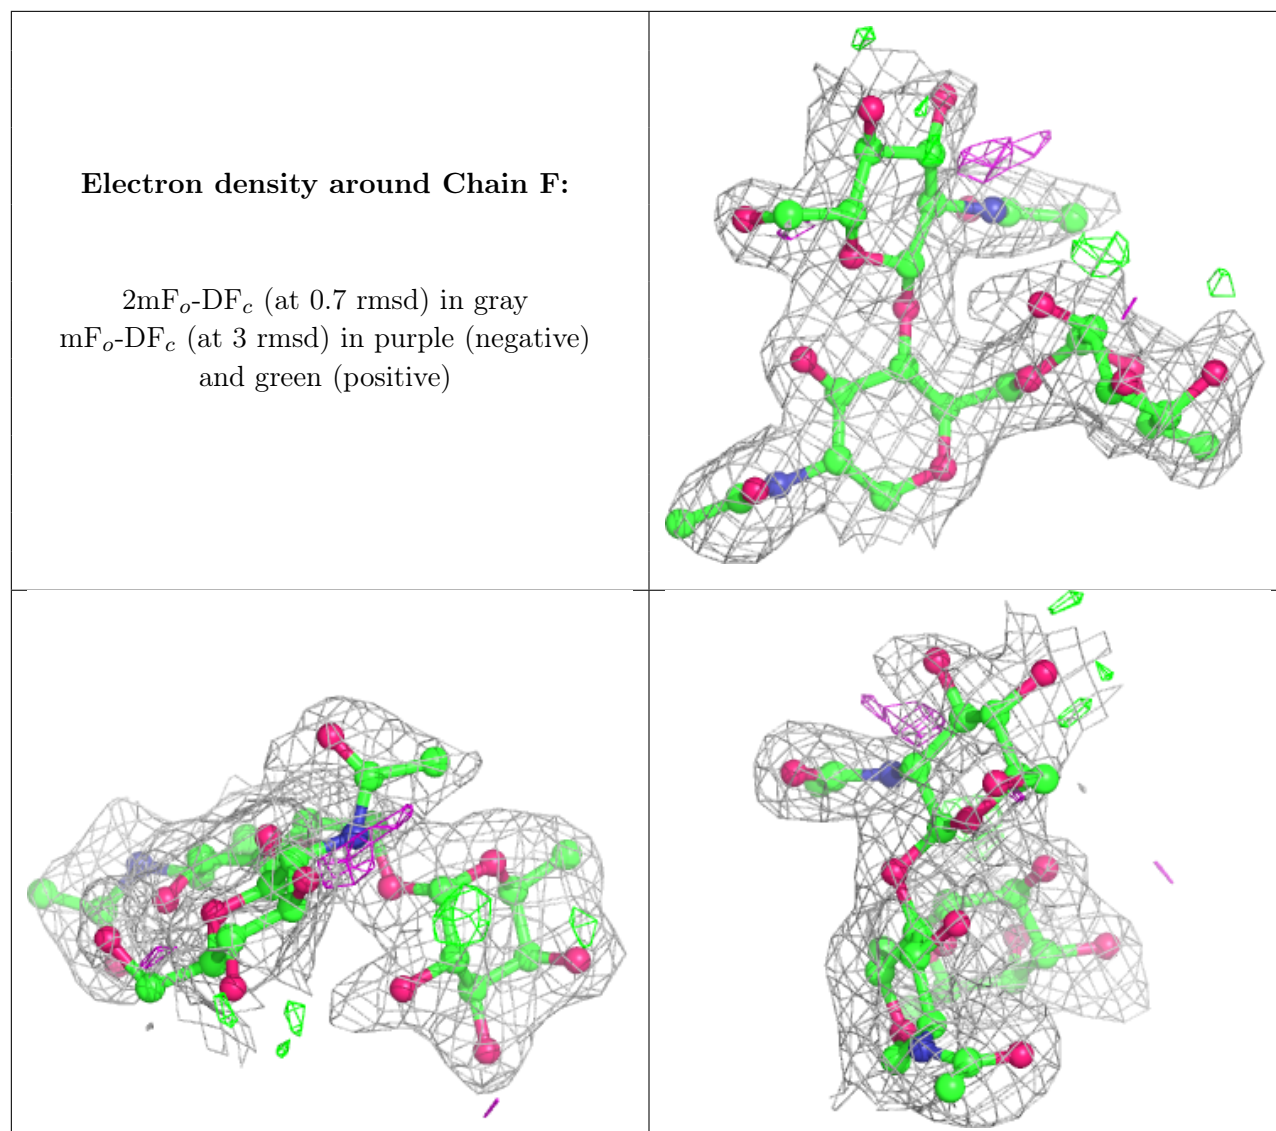 Electron density around Chain F:
2mFo-DFc (at 0.7 rmsd) in gray
mFo-DFc (at 3 rmsd) in purple (negative)
and green (positive)